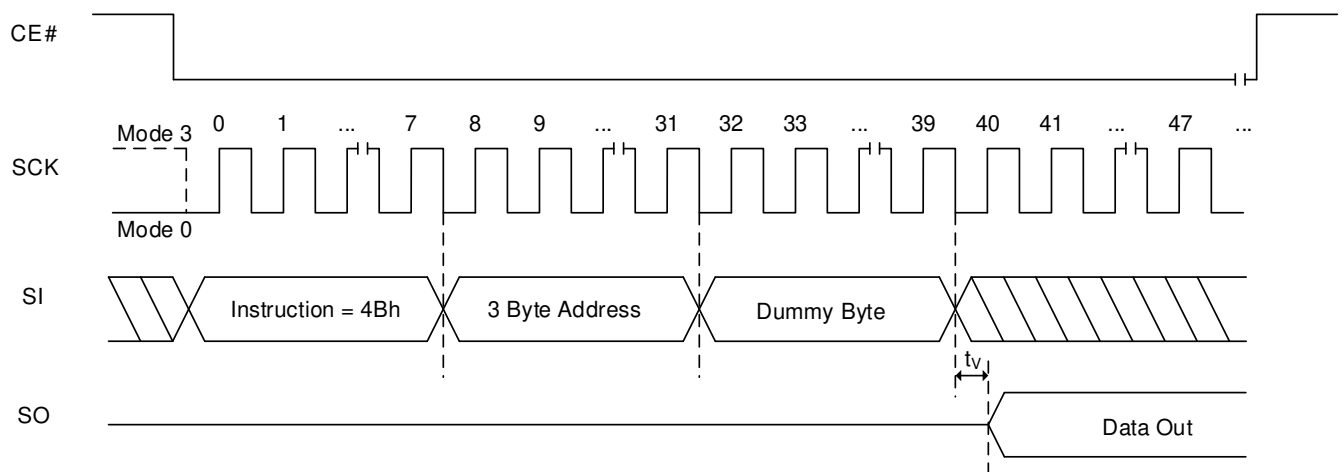 CE#
Mode 3 0 1 ... 7 8 9 ... 31 32 33 ... 39 40 41 ... 47 ...
SCK
Mode 0
SI Instruction = 4Bh 3 Byte Address Dummy Byte
tV
SO Data Out